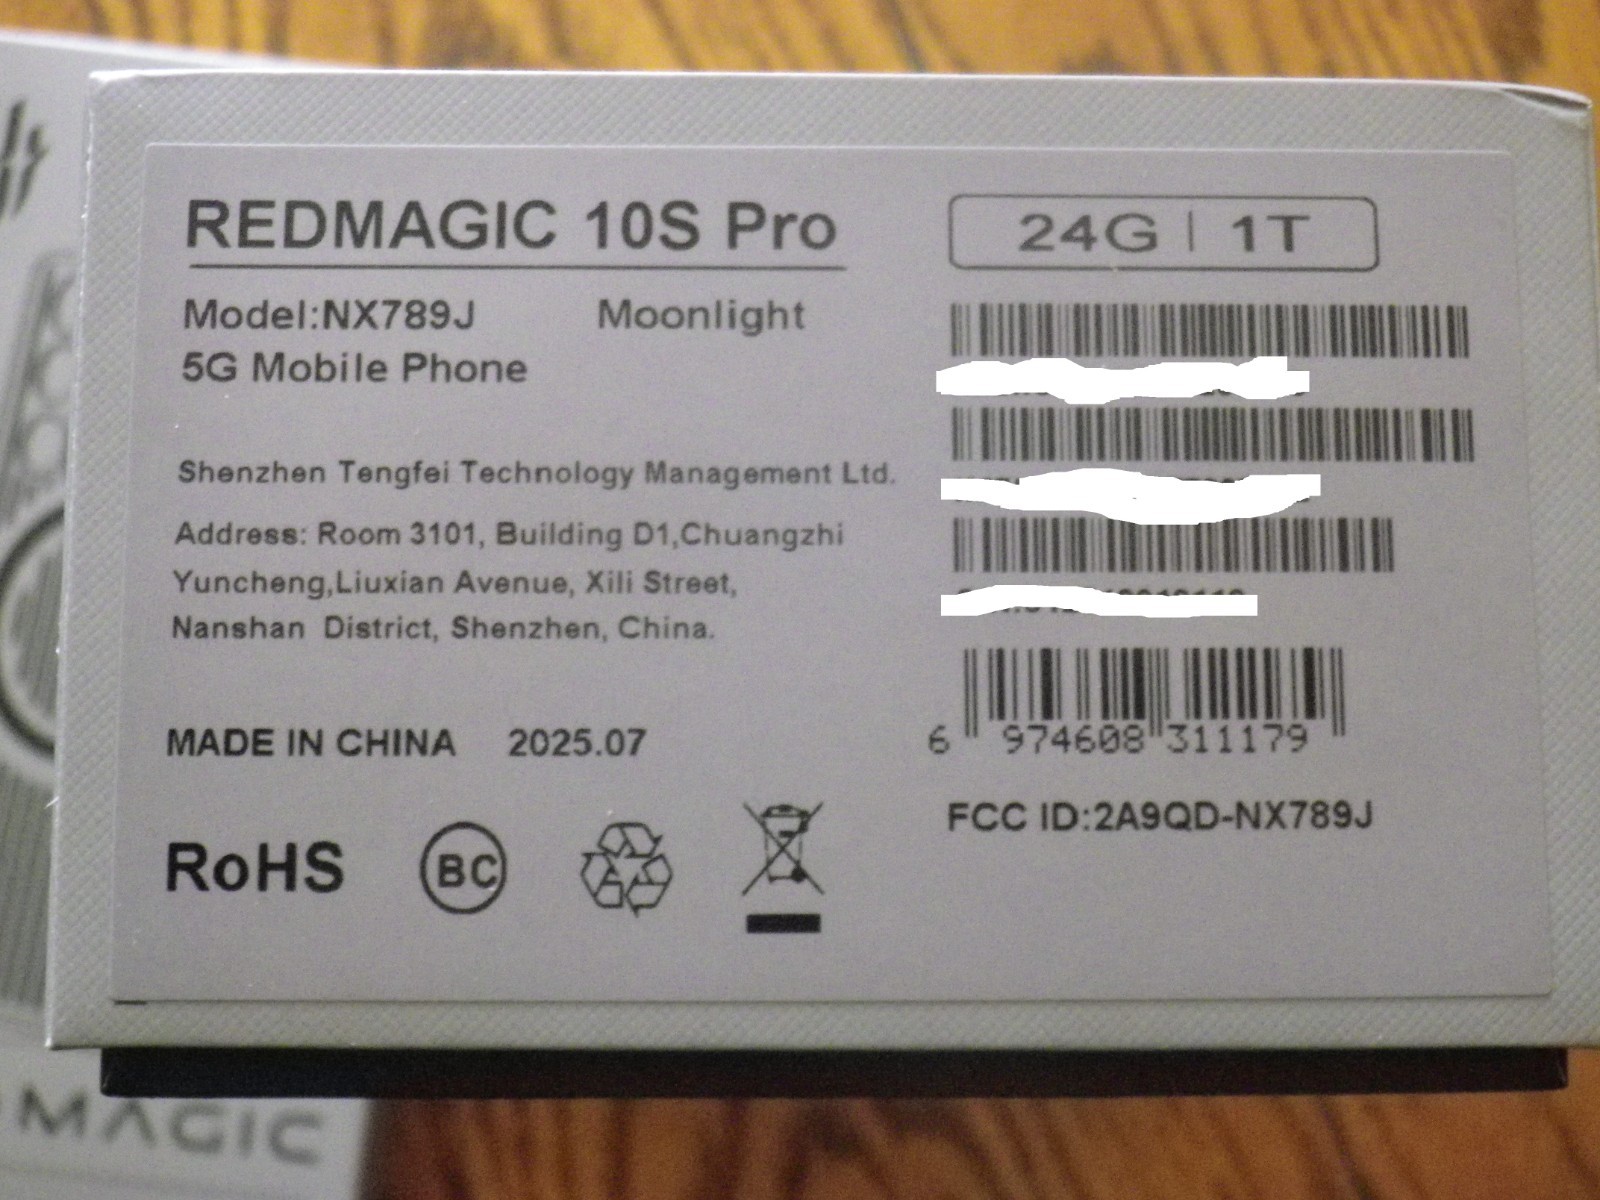 REDMAGIC 10S Pro
24G | 1T
Model:NX789J Moonlight
5G Mobile Phone
Shenzhen Tengfei Technology Management Ltd.
Address: Room 3101, Building D1,Chuangzhi
Yuncheng,Liuxian Avenue, Xili Street,
Nanshan District, Shenzhen, China.
MADE IN CHINA 2025.07
6 974608 311179
FCC ID:2A9QD-NX789J
RoHS
BC
MAGIC